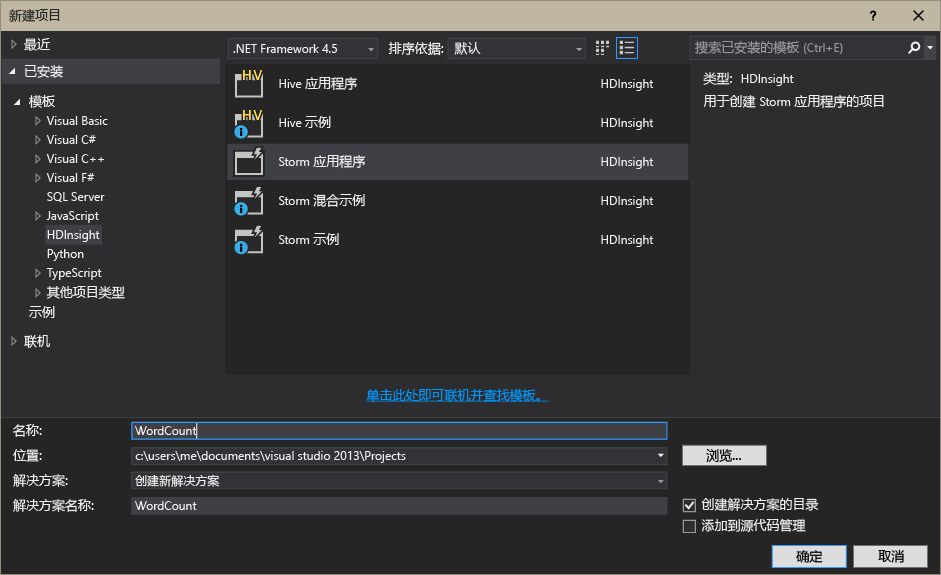 新建项目
最近
已安装
模板
Visual Basic
Visual C#
Visual C++
Visual F#
SQL Server
JavaScript
HDInsight
Python
TypeScript
其他项目类型
示例
联机
.NET Framework 4.5 排序依据: 默认
Hive 应用程序 HDInsight
Hive 示例 HDInsight
Storm 应用程序 HDInsight
Storm 混合示例 HDInsight
Storm 示例 HDInsight
单击此处即可联机并查找模板。
搜索已安装的模板 (Ctrl+E)
类型: HDInsight
用于创建 Storm 应用程序的项目
名称: WordCount
位置: c:\users\me\documents\visual studio 2013\Projects 浏览...
解决方案: 创建新解决方案
解决方案名称: WordCount
创建解决方案的目录
添加到源代码管理
确定 取消